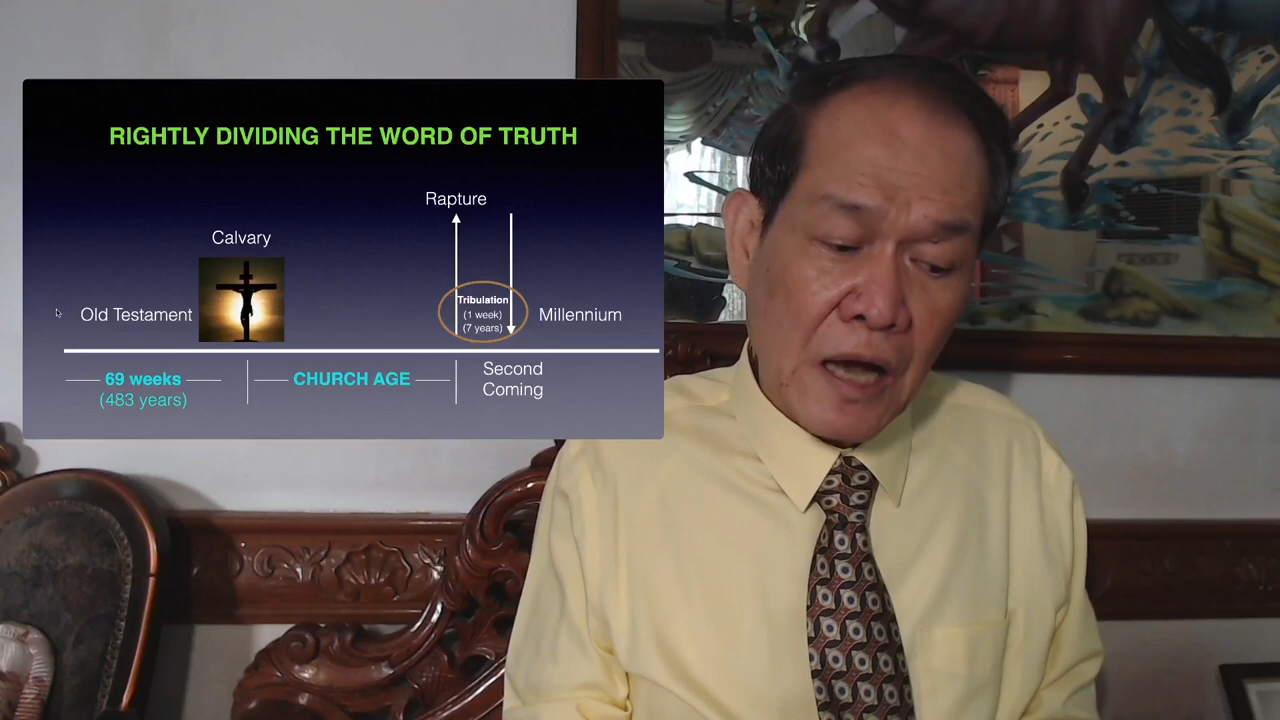 RIGHTLY DIVIDING THE WORD OF TRUTH
Rapture
Calvary
Old Testament
Tribulation
(1 week)
(7 years)
Millennium
69 weeks
(483 years)
CHURCH AGE
Second
Coming